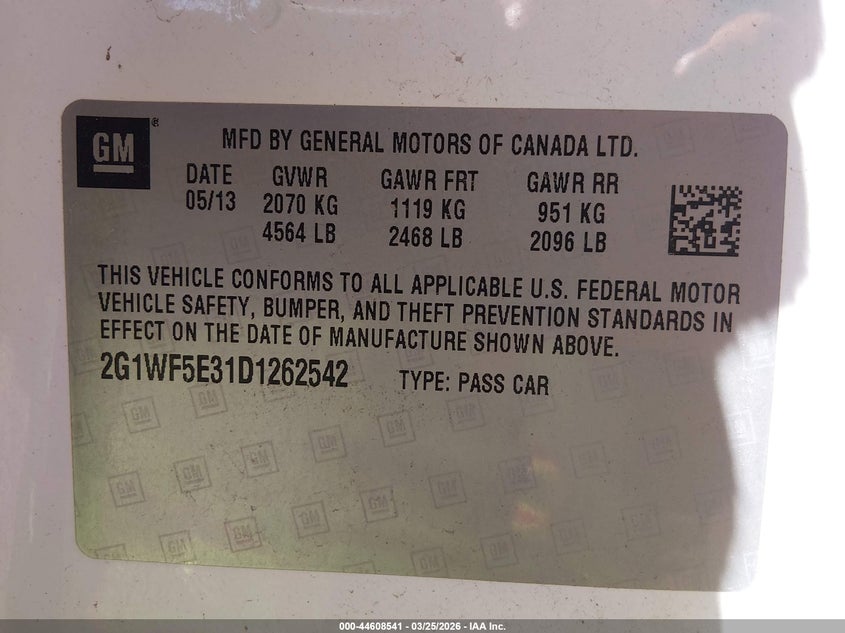 GM®
MFD BY GENERAL MOTORS OF CANADA LTD.
DATE GVWR GAWR FRT GAWR RR
05/13 2070 KG 1119 KG 951 KG
4564 LB 2468 LB 2096 LB
THIS VEHICLE CONFORMS TO ALL APPLICABLE U.S. FEDERAL MOTOR
VEHICLE SAFETY, BUMPER, AND THEFT PREVENTION STANDARDS IN
EFFECT ON THE DATE OF MANUFACTURE SHOWN ABOVE.
2G1WF5E31D1262542 TYPE: PASS CAR
000-44608541 - 03/25/2026 - IAA Inc.